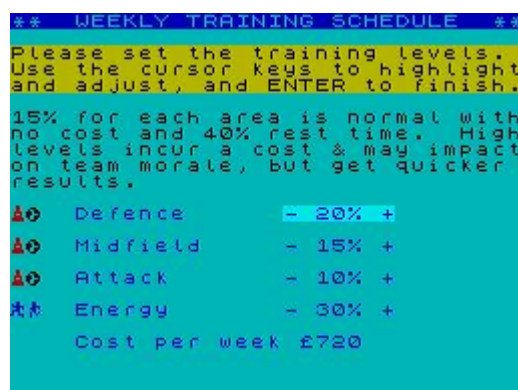 ** WEEKLY TRAINING SCHEDULE **
Please set the training levels.
Use the cursor keys to highlight
and adjust, and ENTER to finish.
15% for each area is normal with
no cost and 40% rest time. High
levels incur a cost & may impact
on team morale, but get quicker
results.
Defence - 20% +
Midfield - 15% +
Attack - 10% +
Energy - 30% +
Cost per week £720